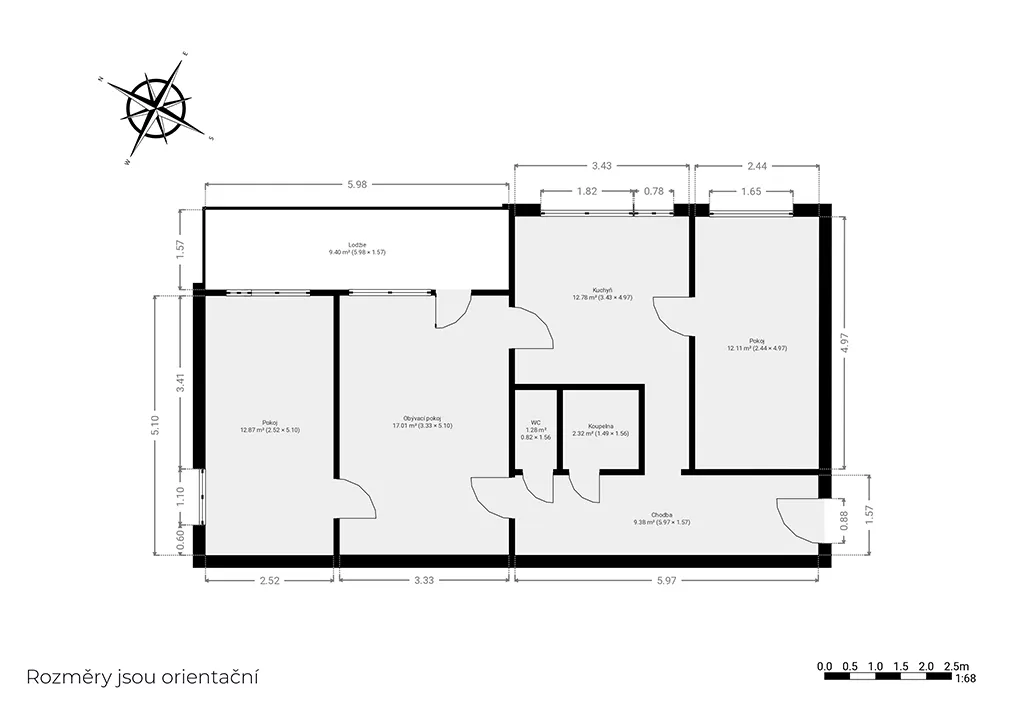 E
N
S
W
3.43
2.44
5.98
1.82
0.78
1.65
1.57
Lodžie
9.40 m² (5.98 × 1.57)
Kuchyň
12.78 m² (3.43 × 4.97)
Pokoj
12.11 m² (2.44 × 4.97)
4.97
3.41
5.10
Pokoj
12.87 m² (2.52 × 5.10)
Obývací pokoj
17.01 m² (3.33 × 5.10)
WC
1.28 m²
0.82 × 1.56
Koupelna
2.32 m² (1.49 × 1.56)
1.10
0.60
Chodba
9.38 m² (5.97 × 1.57)
0.88
1.57
2.52
3.33
5.97
Rozměry jsou orientační
0.0 0.5 1.0 1.5 2.0 2.5m
1:68